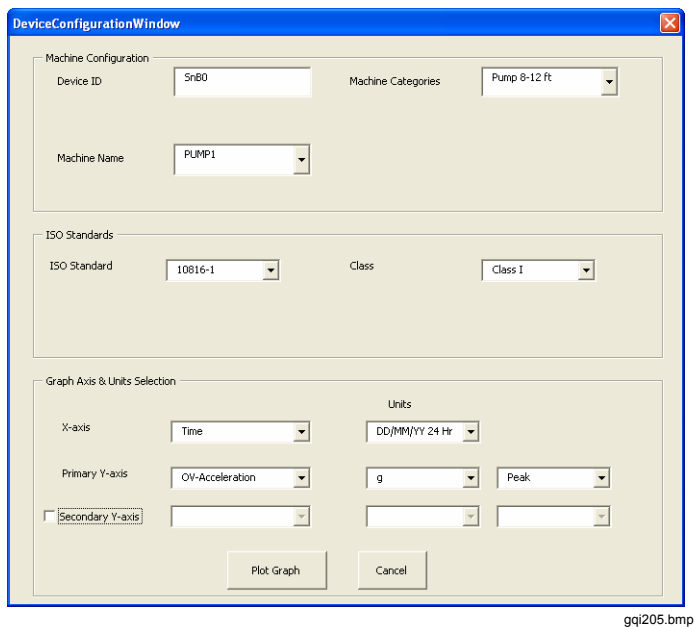 DeviceConfigurationWindow
Machine Configuration
Device ID SnB0 Machine Categories Pump 8-12 ft
Machine Name PUMP1
ISO Standards
ISO Standard 10816-1 Class Class I
Graph Axis & Units Selection
Units
X-axis Time DD/MM/YY 24 Hr
Primary Y-axis OV-Acceleration g Peak
Secondary Y-axis
Plot Graph Cancel
gqi205.bmp